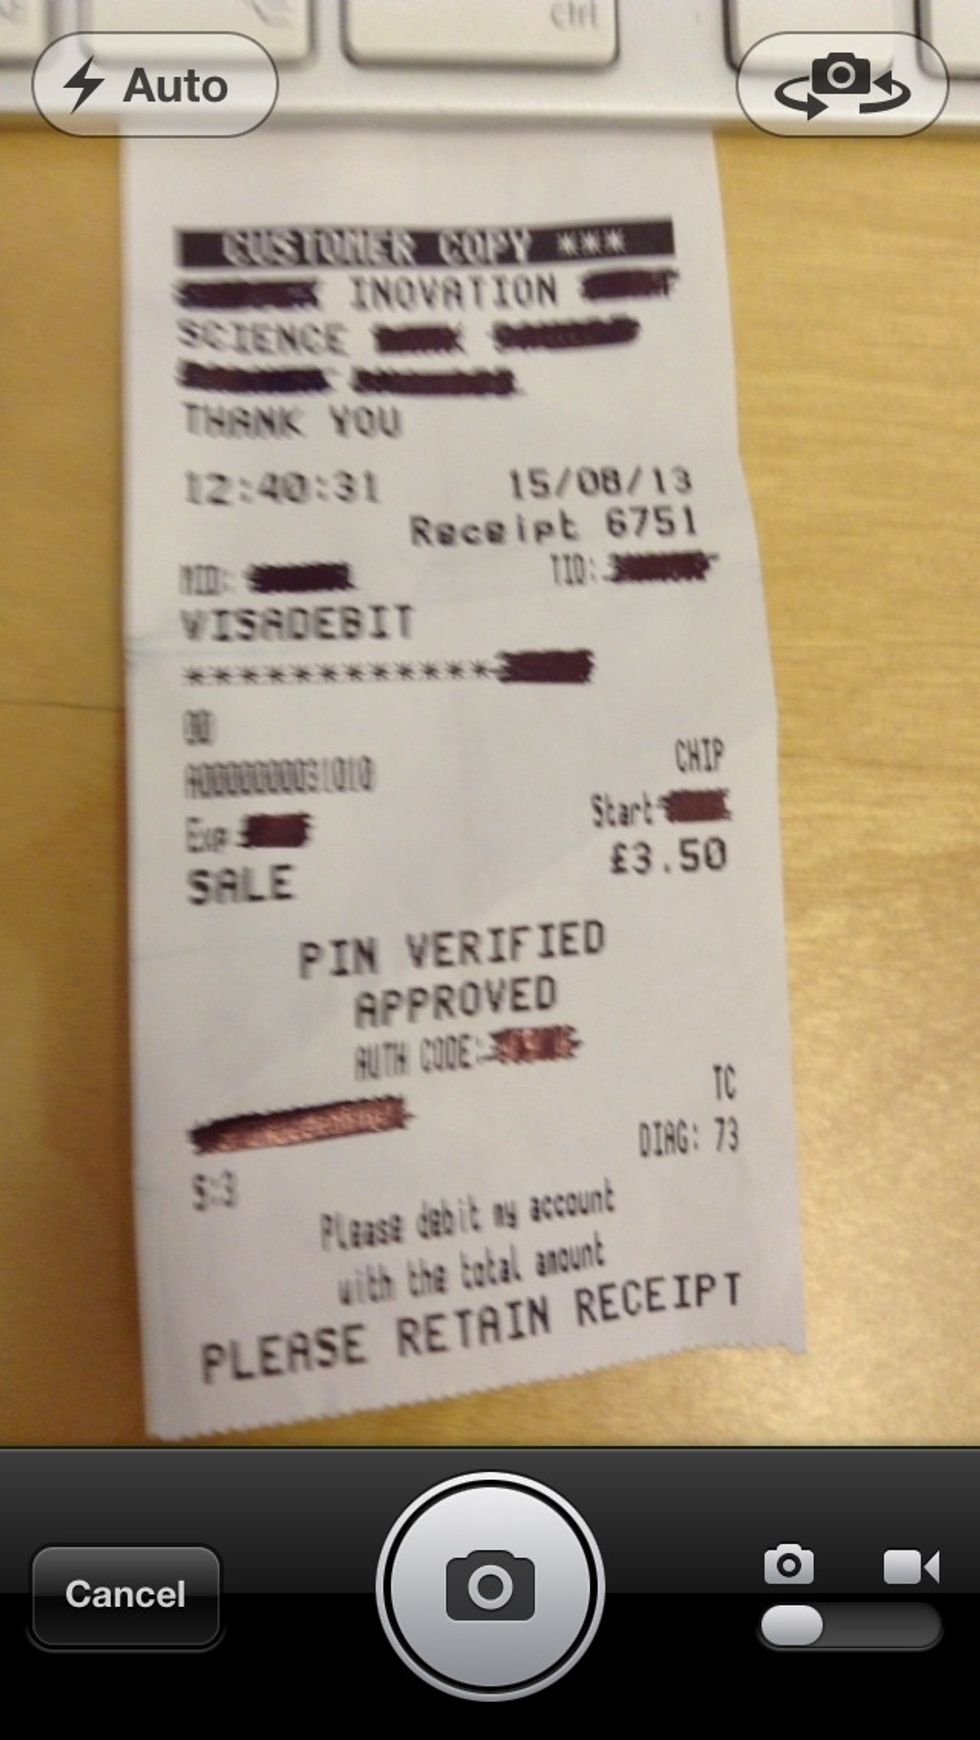 ctrl
Auto
CUSTOMER COPY ***
INOVATION
SCIENCE
THANK YOU
12:40:31 15/08/13
Receipt 6751
MID: TID:
VISADEBIT
************
00
A0000000031010 CHIP
Exp Start
SALE £3.50
PIN VERIFIED
APPROVED
AUTH CODE:
TC
DIAG: 73
S:3
Please debit my account
with the total amount
PLEASE RETAIN RECEIPT
Cancel